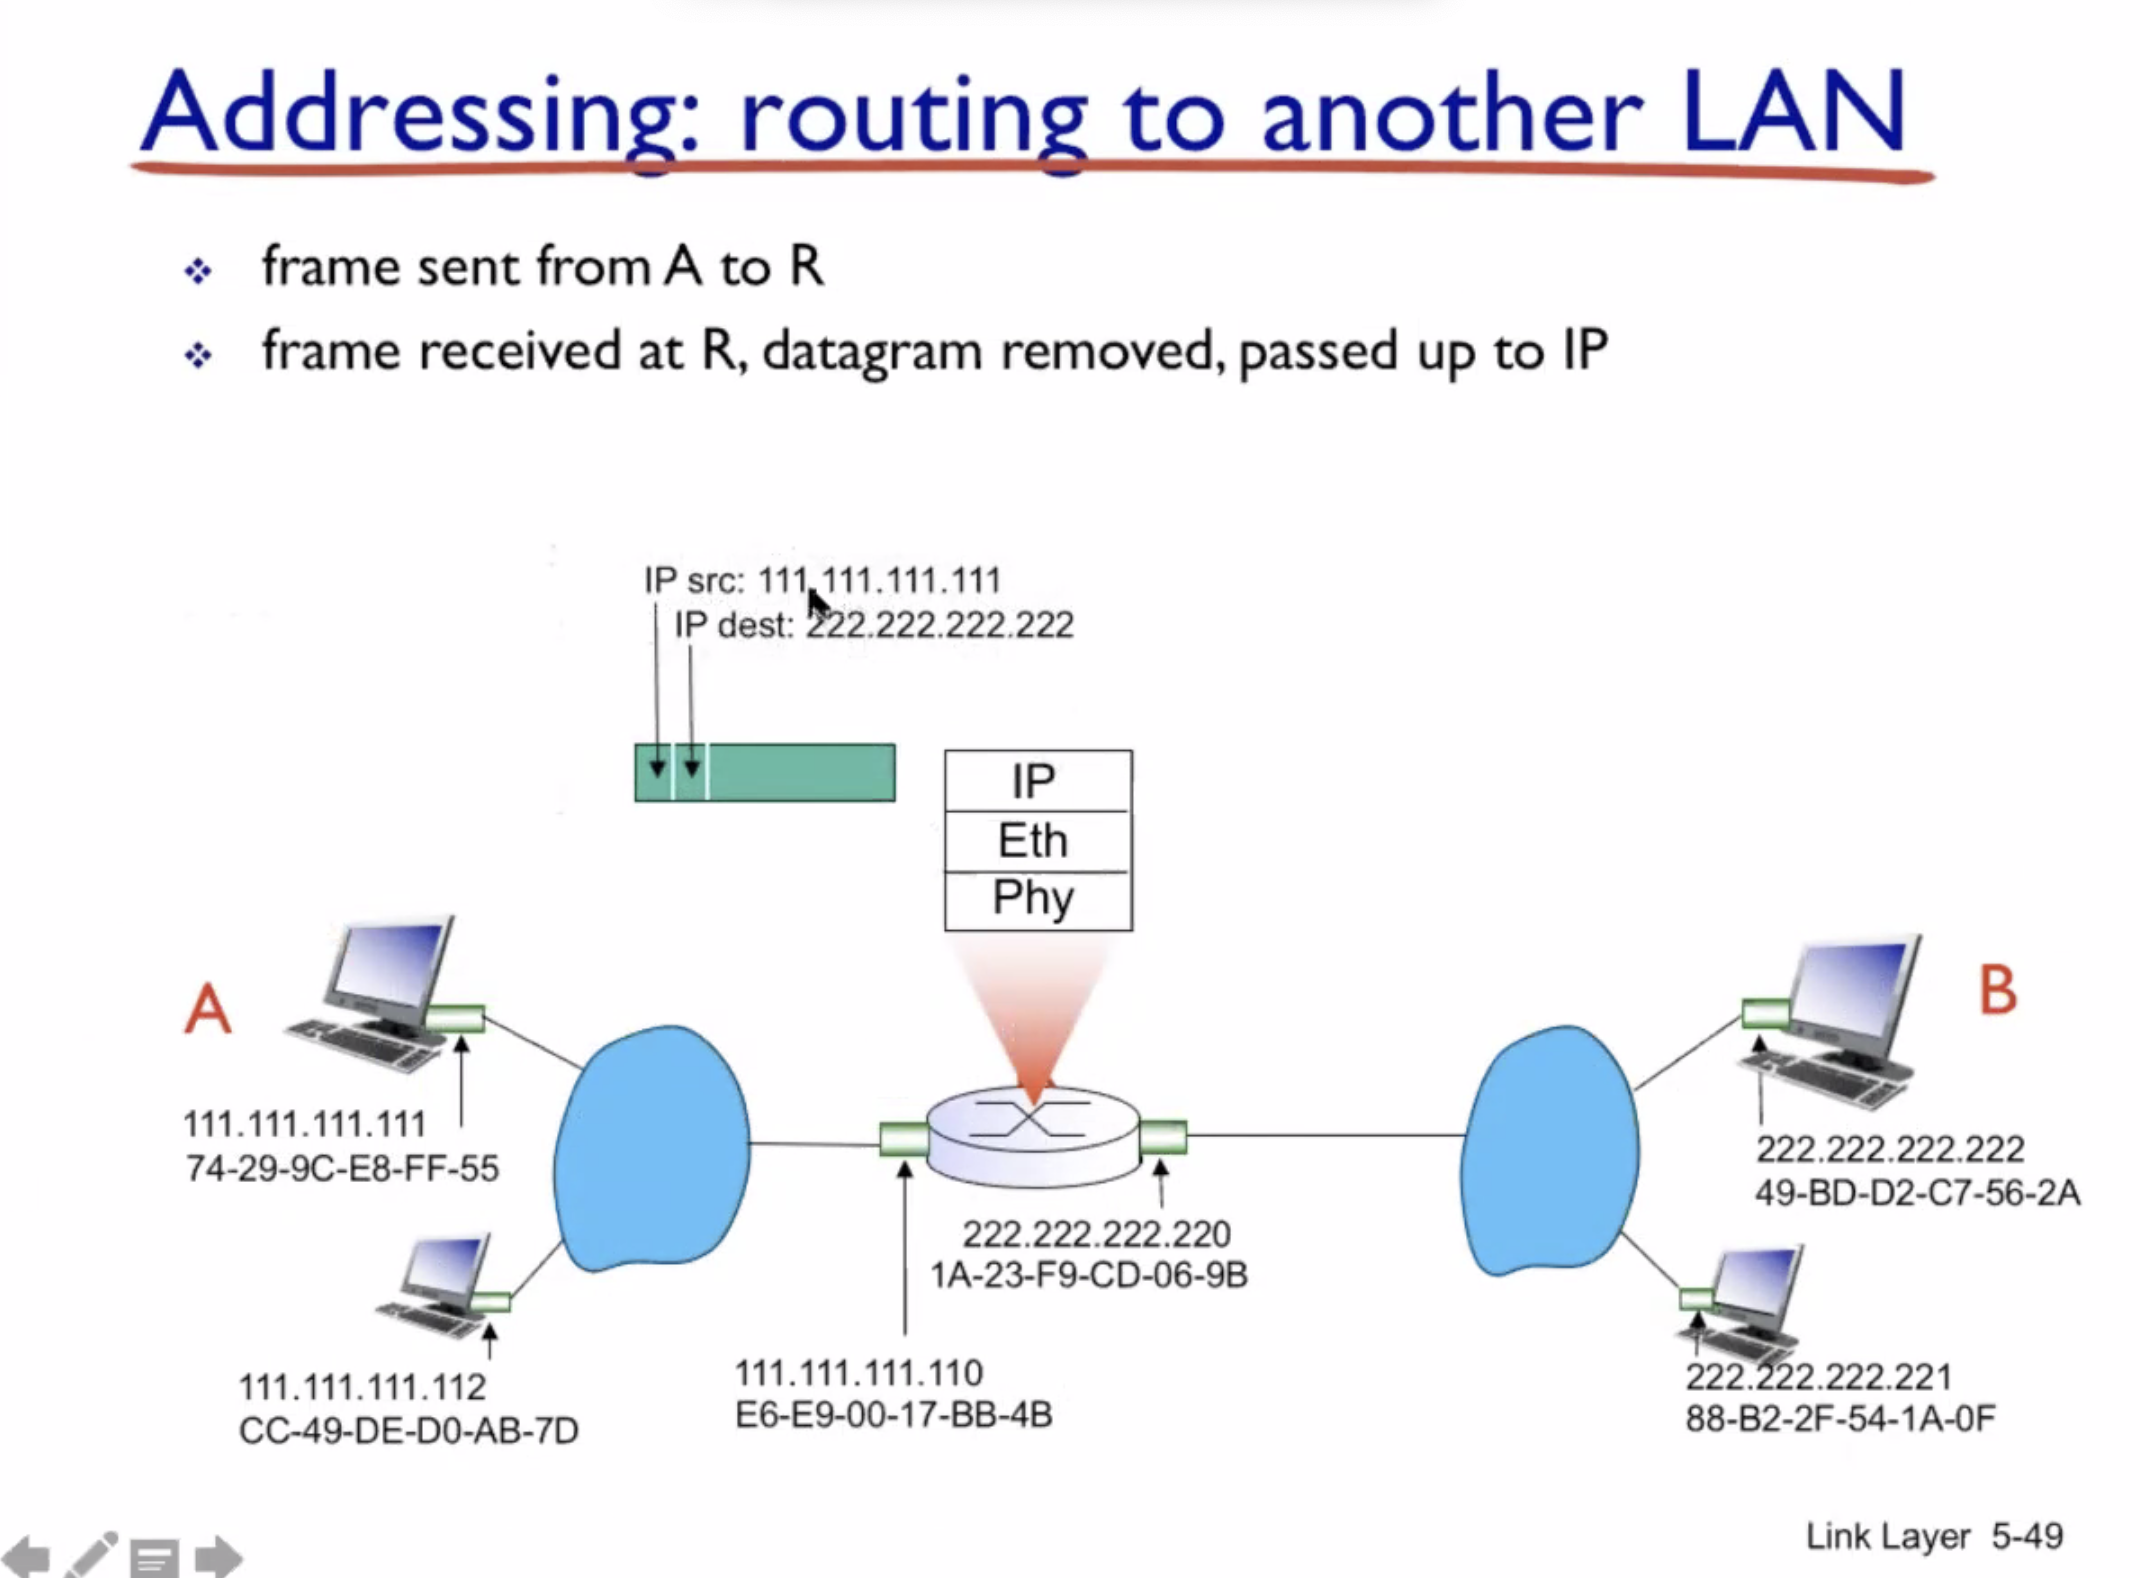 Addressing: routing to another LAN
frame sent from A to R
frame received at R, datagram removed, passed up to IP
IP src: 111.111.111.111
IP dest: 222.222.222.222
IP
Eth
Phy
A
B
111.111.111.111
74-29-9C-E8-FF-55
222.222.222.222
49-BD-D2-C7-56-2A
222.222.222.220
1A-23-F9-CD-06-9B
111.111.111.112
CC-49-DE-D0-AB-7D
111.111.111.110
E6-E9-00-17-BB-4B
222.222.222.221
88-B2-2F-54-1A-0F
Link Layer 5-49